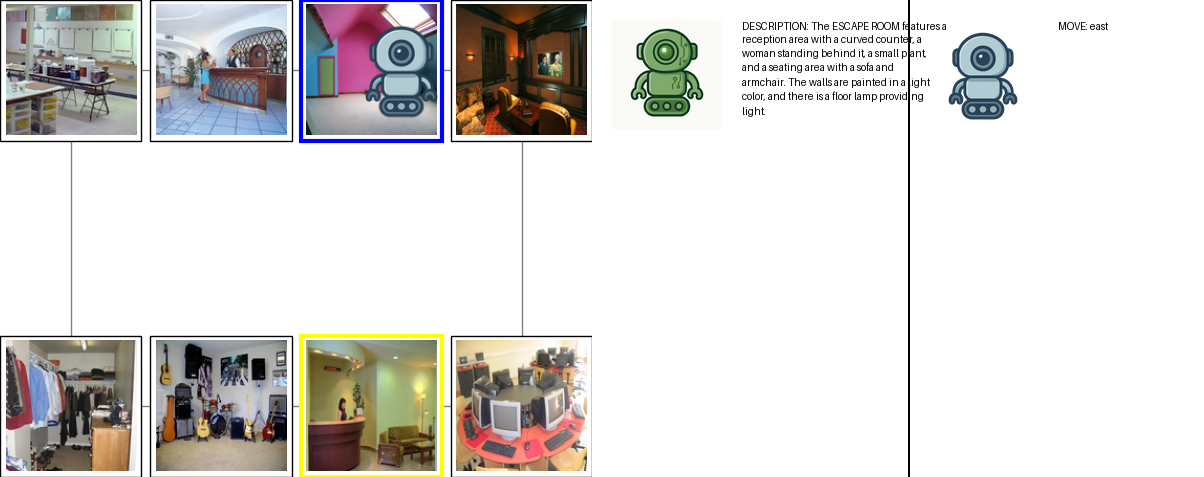 DESCRIPTION: The ESCAPE ROOM features a
reception area with a curved counter, a
woman standing behind it, a small plant,
and a seating area with a sofa and
armchair. The walls are painted in a light
color, and there is a floor lamp providing
light.
MOVE: east